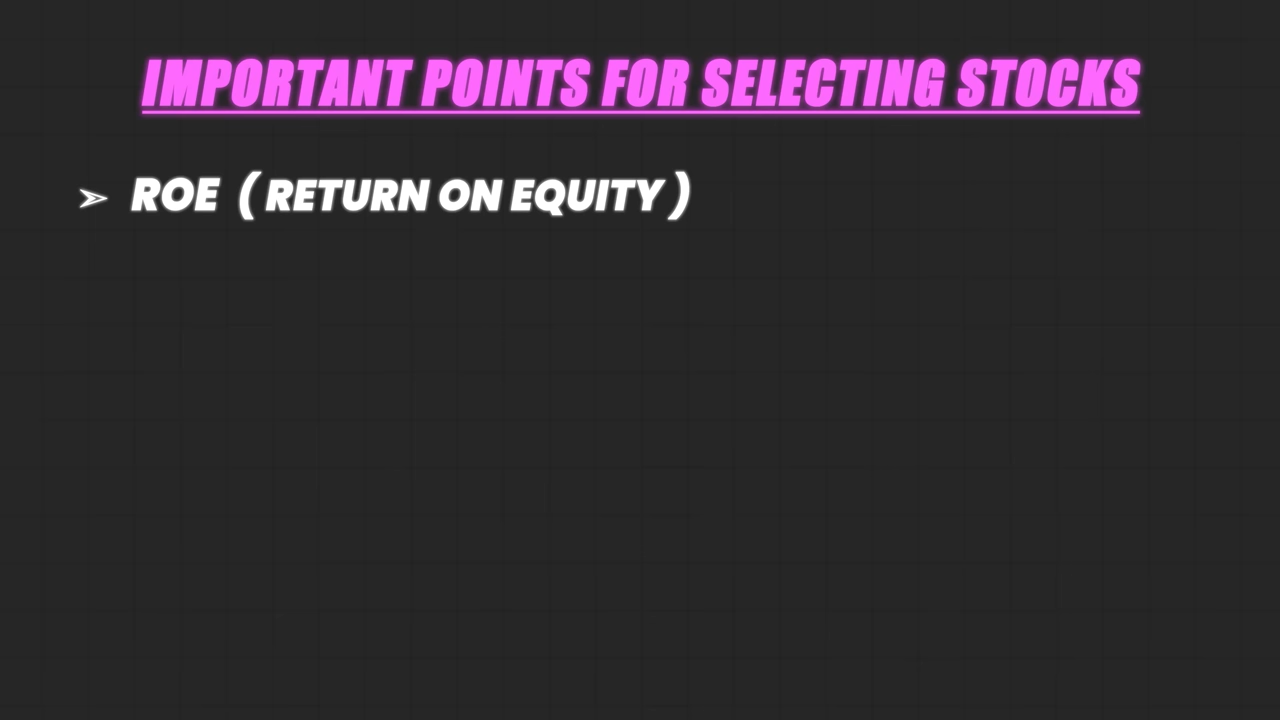 IMPORTANT POINTS FOR SELECTING STOCKS
➢ ROE ( RETURN ON EQUITY )